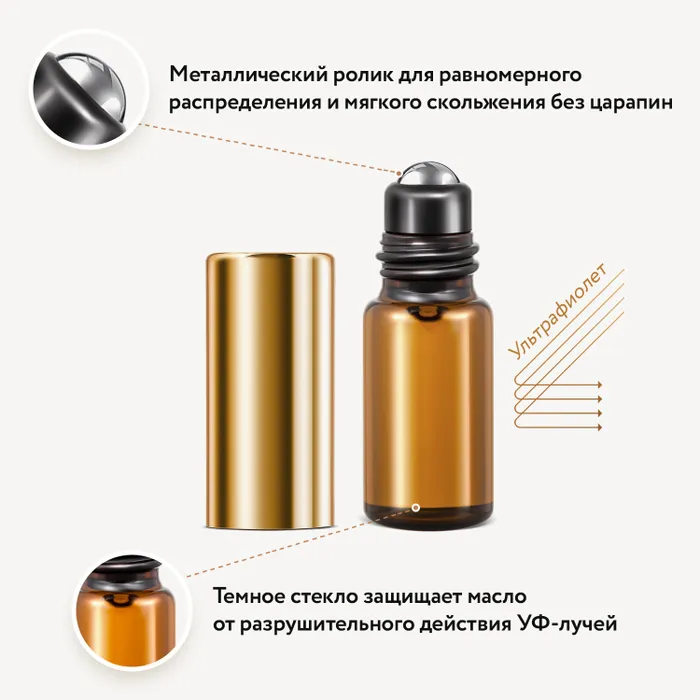 Металлический ролик для равномерного
распределения и мягкого скольжения без царапин
Ультрафиолет
Темное стекло защищает масло
от разрушительного действия УФ-лучей